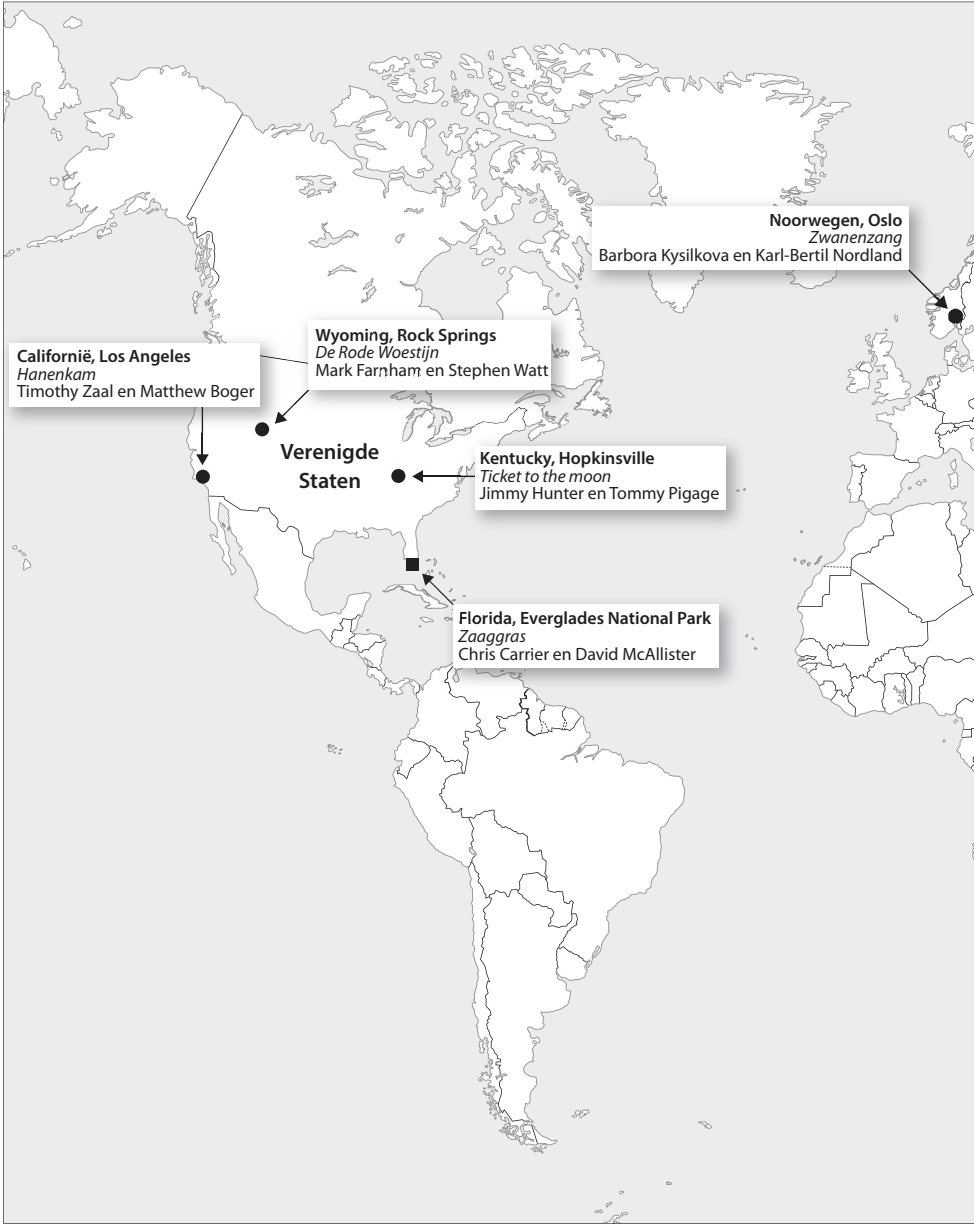 Noorwegen, Oslo
Zwanenzang
Barbora Kysilkova en Karl-Bertil Nordland
Wyoming, Rock Springs
De Rode Woestijn
Mark Farnham en Stephen Watt
Californië, Los Angeles
Hanenkam
Timothy Zaal en Matthew Boger
Verenigde
Staten
Kentucky, Hopkinsville
Ticket to the moon
Jimmy Hunter en Tommy Pigage
Florida, Everglades National Park
Zaaggras
Chris Carrier en David McAllister